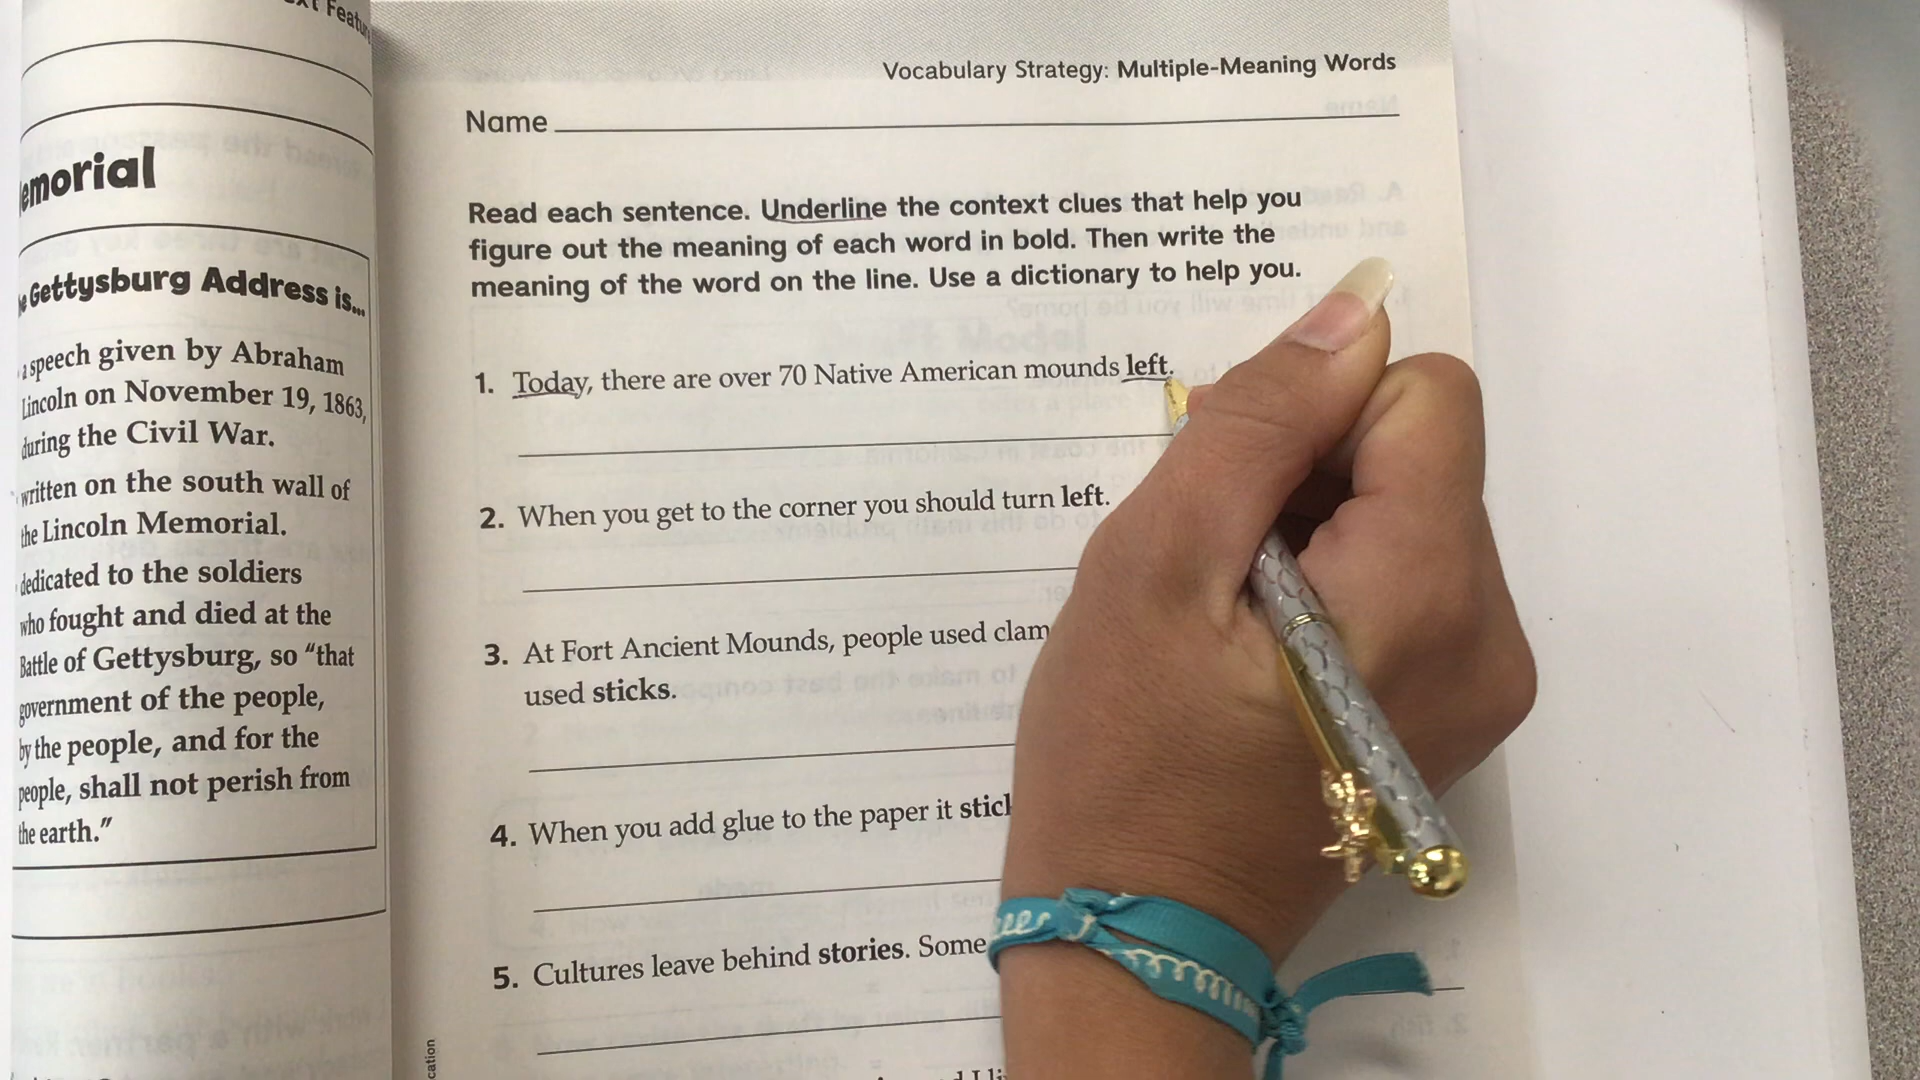 emorial
Gettysburg Address is...
a speech given by Abraham
Lincoln on November 19, 1863,
during the Civil War.
written on the south wall of
the Lincoln Memorial.
dedicated to the soldiers
who fought and died at the
Battle of Gettysburg, so “that
government of the people,
by the people, and for the
people, shall not perish from
the earth.”
Vocabulary Strategy: Multiple-Meaning Words
Name
Read each sentence. Underline the context clues that help you
figure out the meaning of each word in bold. Then write the
meaning of the word on the line. Use a dictionary to help you.
1. Today, there are over 70 Native American mounds left.
2. When you get to the corner you should turn left.
3. At Fort Ancient Mounds, people used clam
used sticks.
4. When you add glue to the paper it stick
5. Cultures leave behind stories. Some
cation